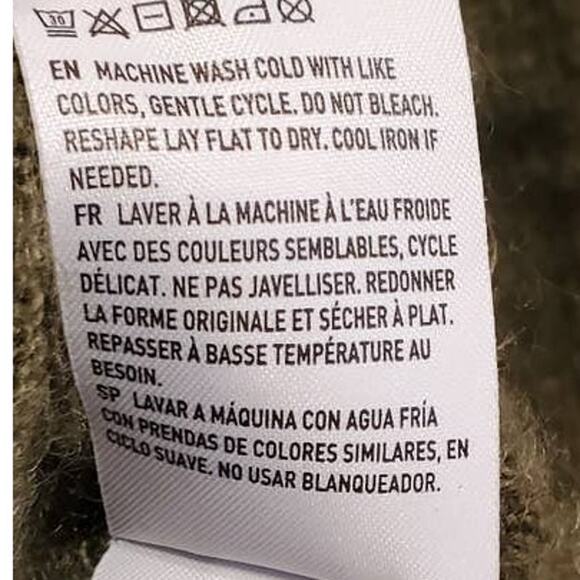 30
EN MACHINE WASH COLD WITH LIKE
COLORS, GENTLE CYCLE. DO NOT BLEACH.
RESHAPE LAY FLAT TO DRY. COOL IRON IF
NEEDED.
FR LAVER À LA MACHINE À L'EAU FROIDE
AVEC DES COULEURS SEMBLABLES, CYCLE
DÉLICAT. NE PAS JAVELLISER. REDONNER
LA FORME ORIGINALE ET SÉCHER À PLAT.
REPASSER À BASSE TEMPÉRATURE AU
BESOIN.
SP LAVAR A MÁQUINA CON AGUA FRÍA
CON PRENDAS DE COLORES SIMILARES, EN
CICLO SUAVE. NO USAR BLANQUEADOR.